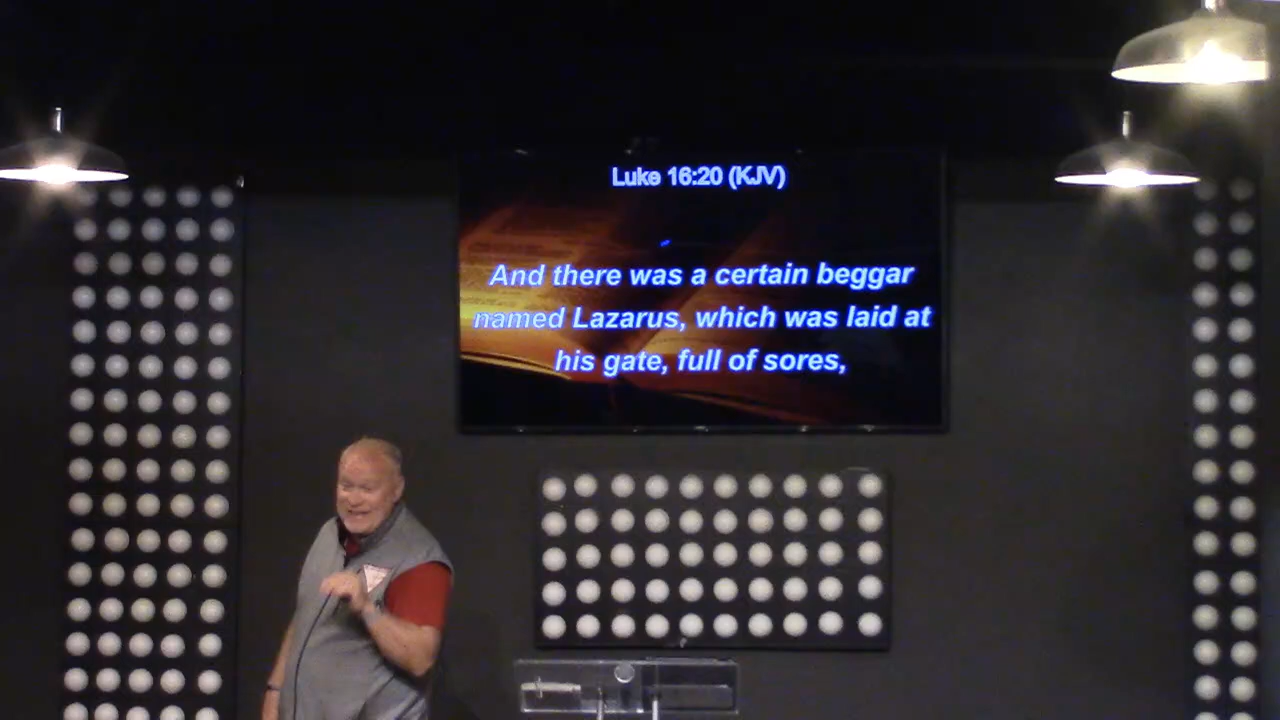 Luke 16:20 (KJV)
And there was a certain beggar
named Lazarus, which was laid at
his gate, full of sores,